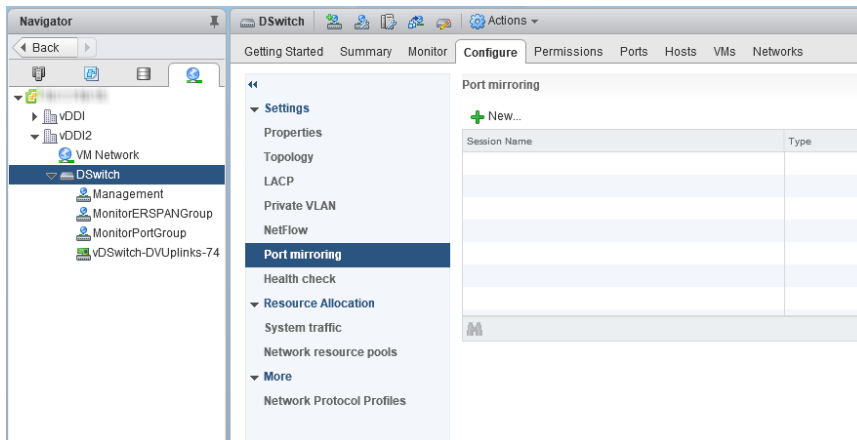 Navigator
Back
vDDI
vDDI2
VM Network
DSwitch
Management
MonitorERSPANGroup
MonitorPortGroup
vDSwitch-DVUplinks-74
DSwitch Actions
Getting Started Summary Monitor Configure Permissions Ports Hosts VMs Networks
Settings
Properties
Topology
LACP
Private VLAN
NetFlow
Port mirroring
Health check
Resource Allocation
System traffic
Network resource pools
More
Network Protocol Profiles
Port mirroring
New...
Session Name Type